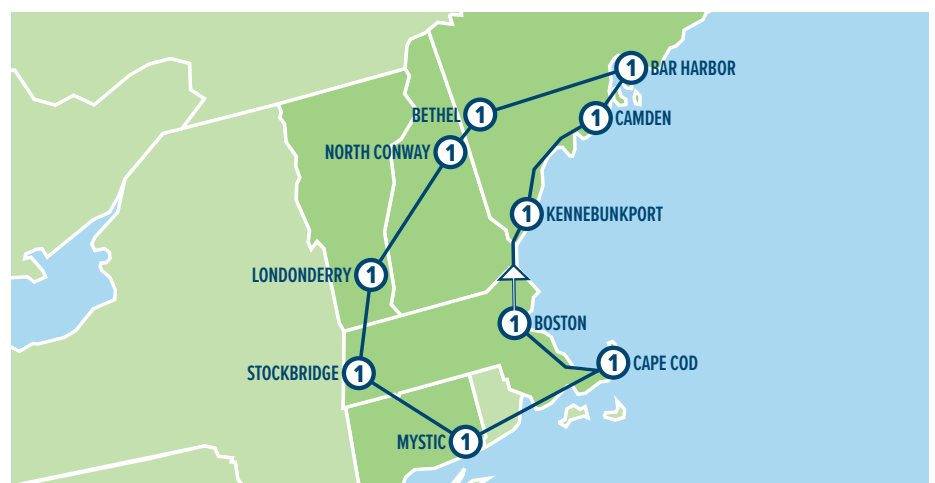 1 BAR HARBOR
BETHEL 1
1 CAMDEN
NORTH CONWAY 1
1 KENNEBUNKPORT
LONDONDERRY 1
1 BOSTON
1 CAPE COD
STOCKBRIDGE 1
MYSTIC 1